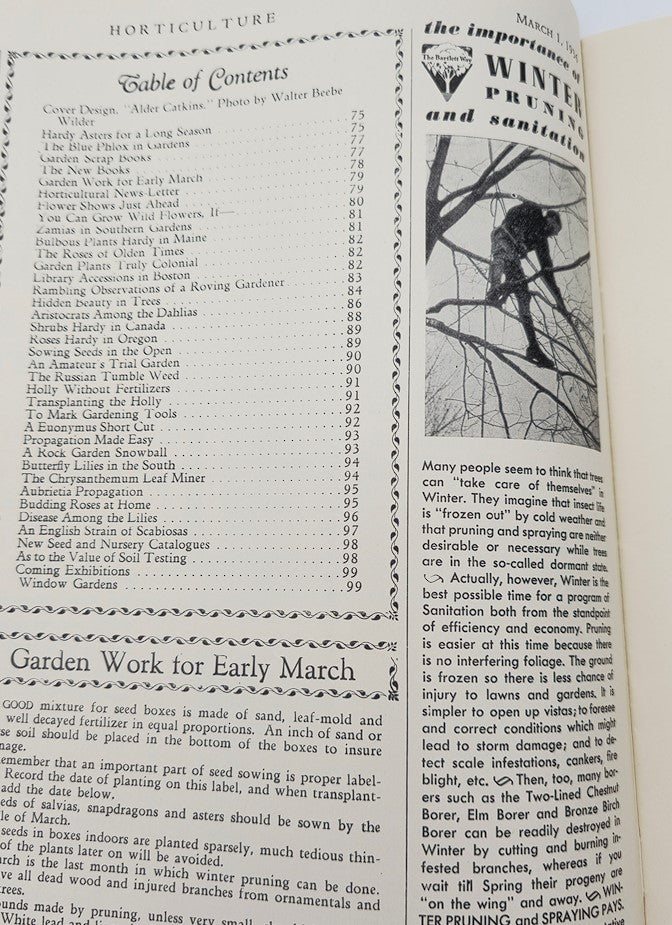 HORTICULTURE
MARCH 1, 19
Table of Contents
Cover Design, "Alder Catkins." Photo by Walter Beebe
Wilder 75
Hardy Asters for a Long Season 75
The Blue Phlox in Gardens 77
Garden Scrap Books 77
The New Books 78
Garden Work for Early March 79
Horticultural News-Letter 79
Flower Shows Just Ahead 80
You Can Grow Wild Flowers, If— 81
Zamias in Southern Gardens 81
Bulbous Plants Hardy in Maine 82
The Roses of Olden Times 82
Garden Plants Truly Colonial 82
Library Accessions in Boston 83
Rambling Observations of a Roving Gardener 84
Hidden Beauty in Trees 86
Aristocrats Among the Dahlias 88
Shrubs Hardy in Canada 89
Roses Hardy in Oregon 89
Sowing Seeds in the Open 90
An Amateur's Trial Garden 90
The Russian Tumble Weed 91
Holly Without Fertilizers 91
Transplanting the Holly 92
To Mark Gardening Tools 92
A Euonymus Short Cut 93
Propagation Made Easy 93
A Rock Garden Snowball 94
Butterfly Lilies in the South 94
The Chrysanthemum Leaf Miner 95
Aubrietia Propagation 95
Budding Roses at Home 96
Disease Among the Lilies 97
An English Strain of Scabiosas 98
New Seed and Nursery Catalogues 98
As to the Value of Soil Testing 99
Coming Exhibitions 99
Window Gardens
Garden Work for Early March
GOOD mixture for seed boxes is made of sand, leaf-mold and
well decayed fertilizer in equal proportions. An inch of sand or
se soil should be placed in the bottom of the boxes to insure
nage.
emember that an important part of seed sowing is proper label-
Record the date of planting on this label, and when transplant-
add the date below.
eds of salvias, snapdragons and asters should be sown by the
le of March.
seeds in boxes indoors are planted sparsely, much tedious thin-
of the plants later on will be avoided.
arch is the last month in which winter pruning can be done.
ve all dead wood and injured branches from ornamentals and
trees.
ounds made by pruning, unless very small
White lead and
the importance of
The Bartlett Way
WINTER
PRUNING
and sanitation
Many people seem to think that trees
can "take care of themselves" in
Winter. They imagine that insect life
is "frozen out" by cold weather and
that pruning and spraying are neither
desirable or necessary while trees
are in the so-called dormant state.
Actually, however, Winter is the
best possible time for a program of
Sanitation both from the standpoint
of efficiency and economy. Pruning
is easier at this time because there
is no interfering foliage. The ground
is frozen so there is less chance of
injury to lawns and gardens. It is
simpler to open up vistas; to foresee
and correct conditions which might
lead to storm damage; and to de-
tect scale infestations, cankers, fire
blight, etc. Then, too, many bor-
ers such as the Two-Lined Chestnut
Borer, Elm Borer and Bronze Birch
Borer can be readily destroyed in
Winter by cutting and burning in-
fested branches, whereas if you
wait till Spring their progeny are
"on the wing" and away. WIN-
TER PRUNING and SPRAYING PAYS.